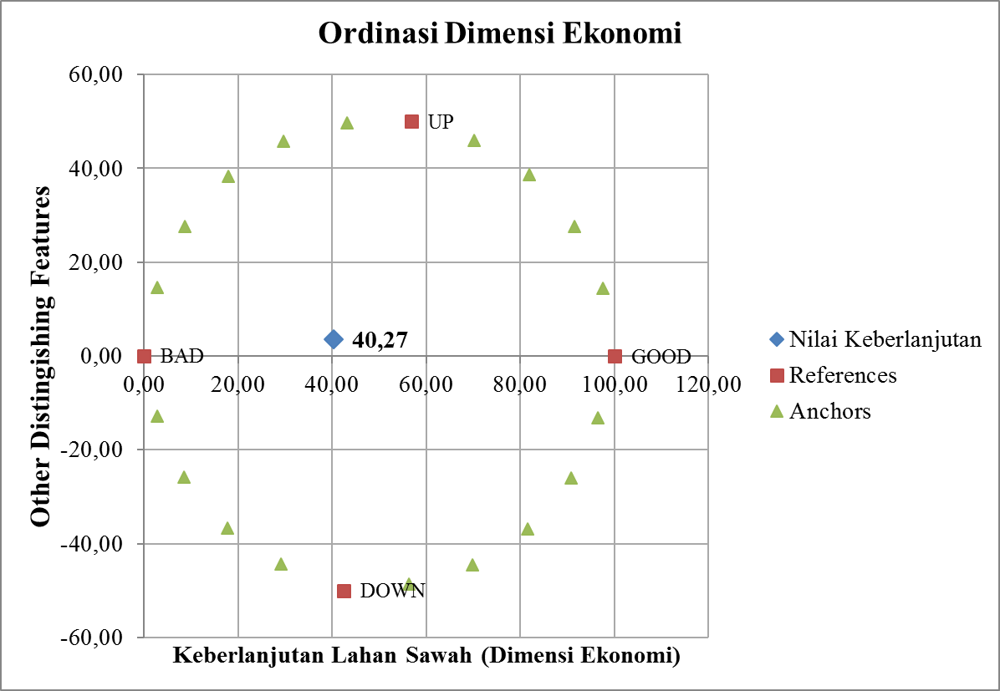 Ordinasi Dimensi Ekonomi
60,00
40,00
20,00
0,00
-20,00
-40,00
-60,00
Other Distingishing Features
UP
40,27
BAD
GOOD
DOWN
0,00 20,00 40,00 60,00 80,00 100,00 120,00
Keberlanjutan Lahan Sawah (Dimensi Ekonomi)
Nilai Keberlanjutan
References
Anchors